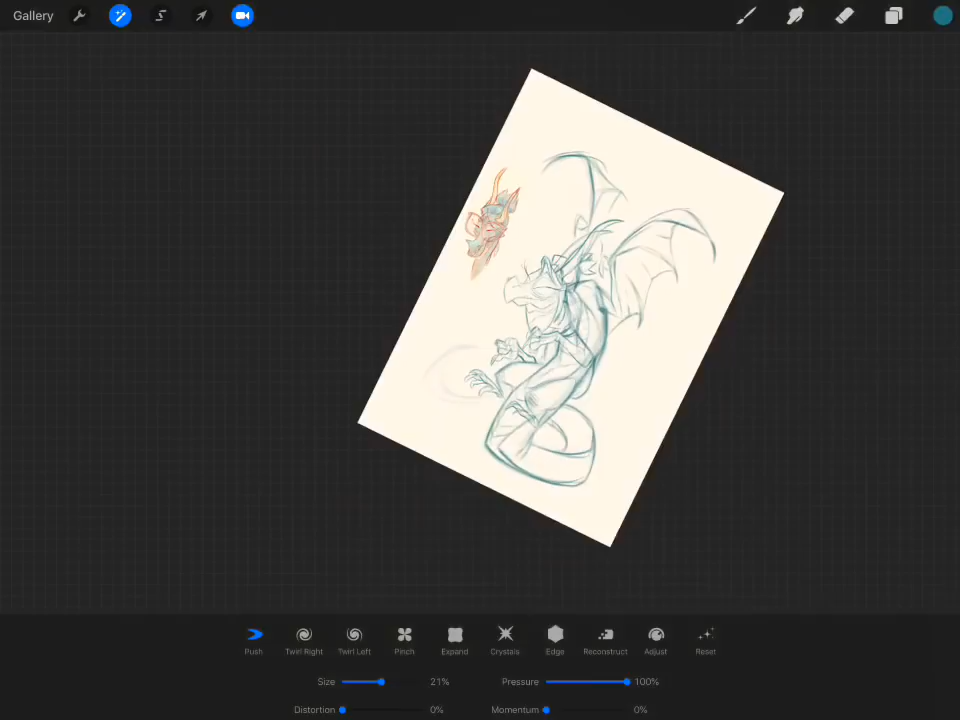 Gallery
Push Twirl Right Twirl Left Pinch Expand Crystals Edge Reconstruct Adjust Reset
Size 21% Pressure 100%
Distortion 0% Momentum 0%